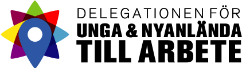 DELEGATIONEN FÖR
UNGA & NYANLÄNDA
TILL ARBETE